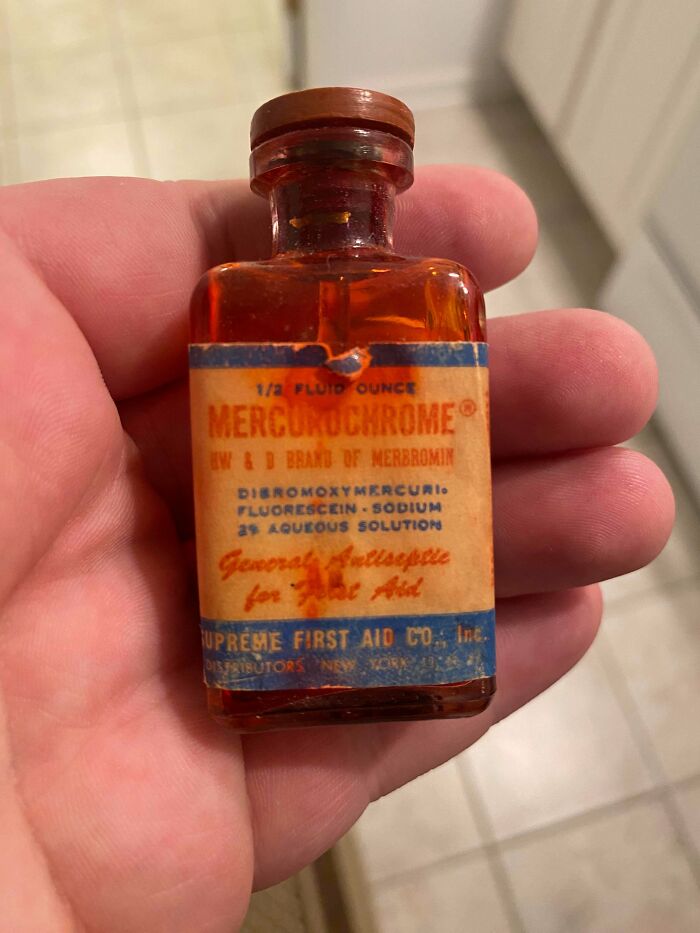 1/2 FLUID OUNCE
MERCUROCHROME®
HW & D BRAND OF MERBROMIN
DIBROMOXYMERCURI-
FLUORESCEIN - SODIUM
2% AQUEOUS SOLUTION
General Antiseptic
for First Aid
SUPREME FIRST AID CO., Inc.
DISTRIBUTORS NEW YORK